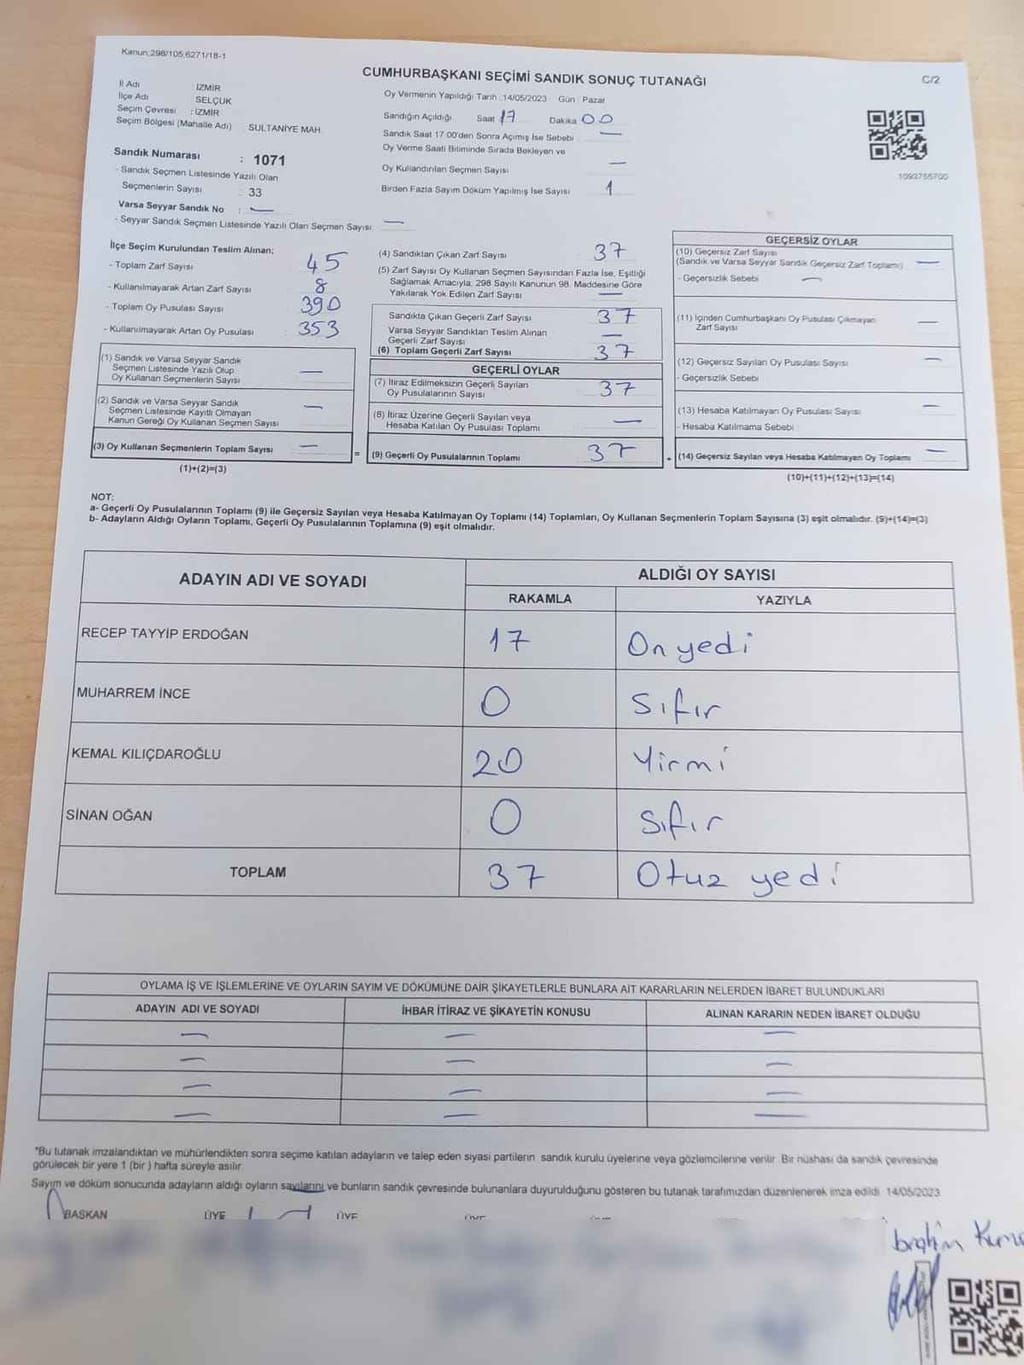 Kanun:298/105;6271/18-1
CUMHURBAŞKANI SEÇİMİ SANDIK SONUÇ TUTANAĞI
C/2
İl Adı İZMİR
İlçe Adı SELÇUK
Seçim Çevresi : İZMİR
Seçim Bölgesi (Mahalle Adı) SULTANİYE MAH.
Sandık Numarası : 1071
- Sandık Seçmen Listesinde Yazılı Olan
Seçmenlerin Sayısı : 33
Varsa Seyyar Sandık No : —
- Seyyar Sandık Seçmen Listesinde Yazılı Olan Seçmen Sayısı: —
Oy Vermenin Yapıldığı Tarih :14/05/2023 Gün : Pazar
Sandığın Açıldığı Saat 17 Dakika 00
Sandık Saat 17:00'den Sonra Açımış İse Sebebi : —
Oy Verme Saati Bitiminde Sırada Bekleyen ve
Oy Kullandırılan Seçmen Sayısı : —
Birden Fazla Sayım Döküm Yapılmış İse Sayısı : 1
1093755700
İlçe Seçim Kurulundan Teslim Alınan;
- Toplam Zarf Sayısı : 45
- Kullanılmayarak Artan Zarf Sayısı : 8
- Toplam Oy Pusulası Sayısı : 390
- Kullanılmayarak Artan Oy Pusulası : 353
(1) Sandık ve Varsa Seyyar Sandık
Seçmen Listesinde Yazılı Olup
Oy Kullanan Seçmenlerin Sayısı —
(2) Sandık ve Varsa Seyyar Sandık
Seçmen Listesinde Kayıtlı Olmayan
Kanun Gereği Oy Kullanan Seçmen Sayısı —
(3) Oy Kullanan Seçmenlerin Toplam Sayısı —
(1)+(2)=(3)
(4) Sandıktan Çıkan Zarf Sayısı 37
(5) Zarf Sayısı Oy Kullanan Seçmen Sayısından Fazla İse, Eşitliği
Sağlamak Amacıyla, 298 Sayılı Kanunun 98. Maddesine Göre
Yakılarak Yok Edilen Zarf Sayısı —
Sandıkta Çıkan Geçerli Zarf Sayısı 37
Varsa Seyyar Sandıktan Teslim Alınan
Geçerli Zarf Sayısı —
(6) Toplam Geçerli Zarf Sayısı 37
GEÇERLİ OYLAR
(7) İtiraz Edilmeksizin Geçerli Sayılan
Oy Pusulalarının Sayısı 37
(8) İtiraz Üzerine Geçerli Sayılan veya
Hesaba Katılan Oy Pusulası Toplamı —
= (9) Geçerli Oy Pusulalarının Toplamı 37 +
GEÇERSİZ OYLAR
(10) Geçersiz Zarf Sayısı
(Sandık ve Varsa Seyyar Sandık Geçersiz Zarf Toplamı) —
- Geçersizlik Sebebi : —
(11) İçinden Cumhurbaşkanı Oy Pusulası Çıkmayan
Zarf Sayısı —
(12) Geçersiz Sayılan Oy Pusulası Sayısı —
- Geçersizlik Sebebi
(13) Hesaba Katılmayan Oy Pusulası Sayısı —
- Hesaba Katılmama Sebebi
(14) Geçersiz Sayılan veya Hesaba Katılmayan Oy Toplamı —
(10)+(11)+(12)+(13)=(14)
NOT:
a- Geçerli Oy Pusulalarının Toplamı (9) ile Geçersiz Sayılan veya Hesaba Katılmayan Oy Toplamı (14) Toplamları, Oy Kullanan Seçmenlerin Toplam Sayısına (3) eşit olmalıdır. (9)+(14)=(3)
b- Adayların Aldığı Oyların Toplamı, Geçerli Oy Pusulalarının Toplamına (9) eşit olmalıdır.
ADAYIN ADI VE SOYADI ALDIĞI OY SAYISI
RAKAMLA YAZIYLA
RECEP TAYYİP ERDOĞAN 17 On yedi
MUHARREM İNCE 0 Sıfır
KEMAL KILIÇDAROĞLU 20 Yirmi
SİNAN OĞAN 0 Sıfır
TOPLAM 37 Otuz yedi
OYLAMA İŞ VE İŞLEMLERİNE VE OYLARIN SAYIM VE DÖKÜMÜNE DAİR ŞİKAYETLERLE BUNLARA AİT KARARLARIN NELERDEN İBARET BULUNDUKLARI
ADAYIN ADI VE SOYADI İHBAR İTİRAZ VE ŞİKAYETİN KONUSU ALINAN KARARIN NEDEN İBARET OLDUĞU
— — —
— — —
— — —
— — —
"Bu tutanak imzalandıktan ve mühürlendikten sonra seçime katılan adayların ve talep eden siyasi partilerin sandık kurulu üyelerine veya gözlemcilerine verilir. Bir nüshası da sandık çevresinde
görülecek bir yere 1 (bir ) hafta süreyle asılır.
Sayım ve döküm sonucunda adayların aldığı oyların sayılarını ve bunların sandık çevresinde bulunanlara duyurulduğunu gösteren bu tutanak tarafımızdan düzenlenerek imza edildi. 14/05/2023
BAŞKAN ÜYE ÜYE
İbrahim